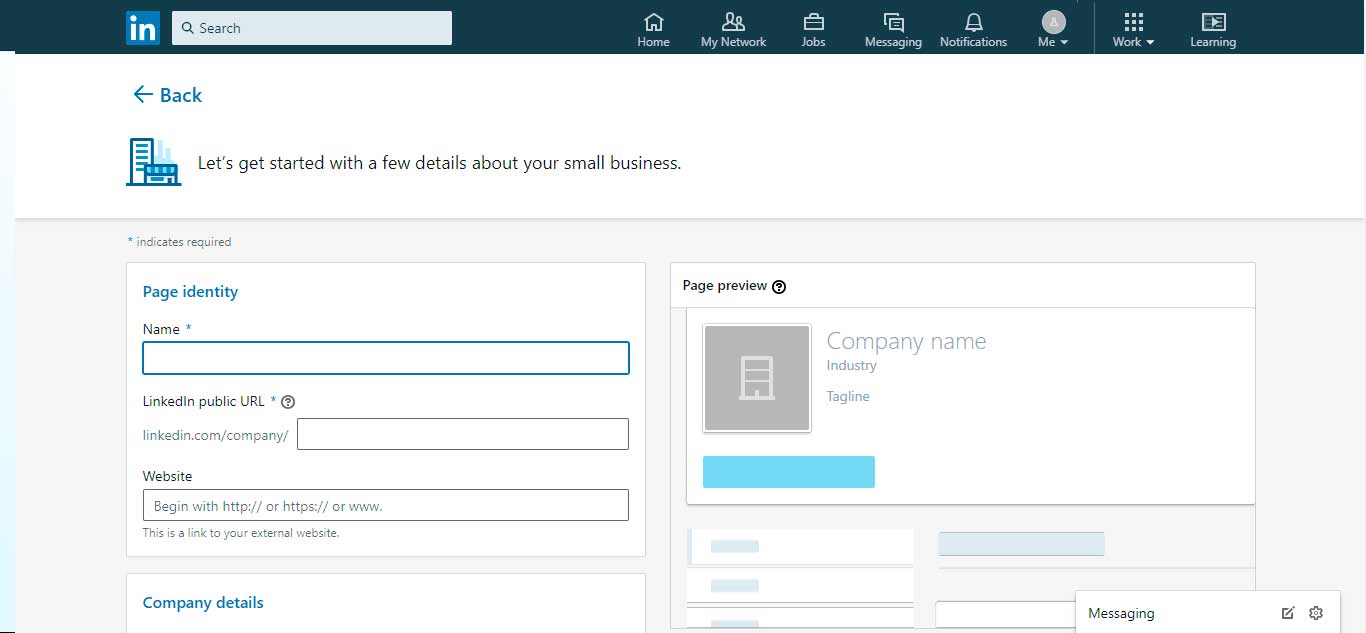 in Search Home My Network Jobs Messaging Notifications Me Work Learning
Back
Let's get started with a few details about your small business.
* indicates required
Page identity
Name *
LinkedIn public URL * ?
linkedin.com/company/
Website
Begin with http:// or https:// or www.
This is a link to your external website.
Company details
Page preview ?
Company name
Industry
Tagline
Messaging